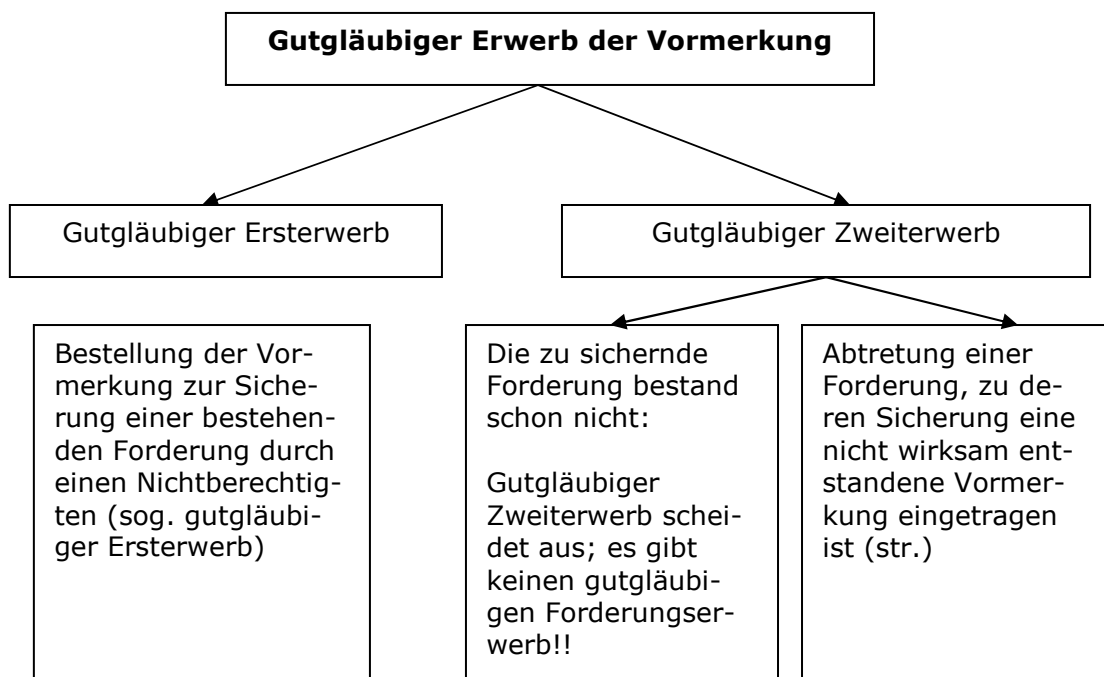 Gutgläubiger Erwerb der Vormerkung
Gutgläubiger Ersterwerb
Gutgläubiger Zweiterwerb
Bestellung der Vor-
merkung zur Siche-
rung einer bestehen-
den Forderung durch
einen Nichtberechtig-
ten (sog. gutgläubi-
ger Ersterwerb)
Die zu sichernde
Forderung bestand
schon nicht:
Gutgläubiger
Zweiterwerb schei-
det aus; es gibt
keinen gutgläubi-
gen Forderungser-
werb!!
Abtretung einer
Forderung, zu de-
ren Sicherung eine
nicht wirksam ent-
standene Vormer-
kung eingetragen
ist (str.)